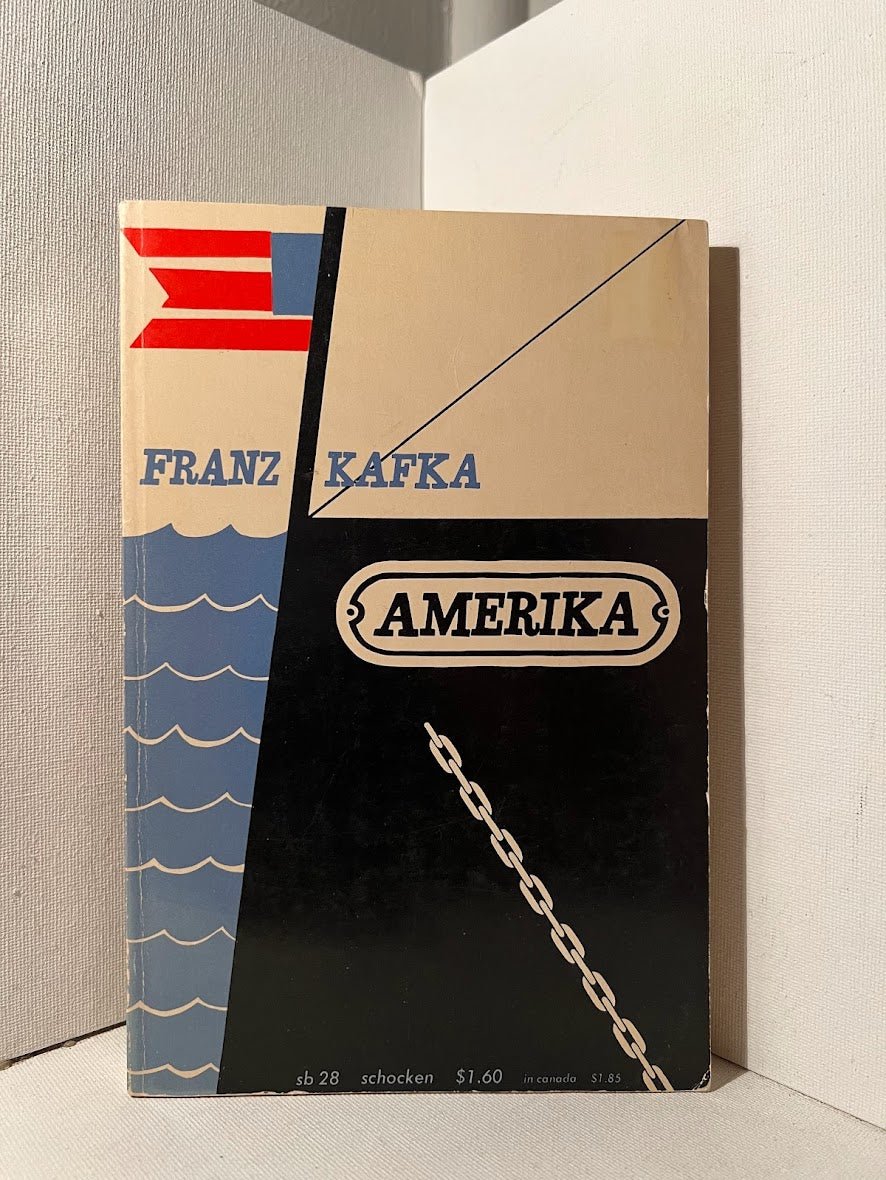 FRANZ KAFKA
AMERIKA
sb 28 schocken $1.60 in canada $1.85